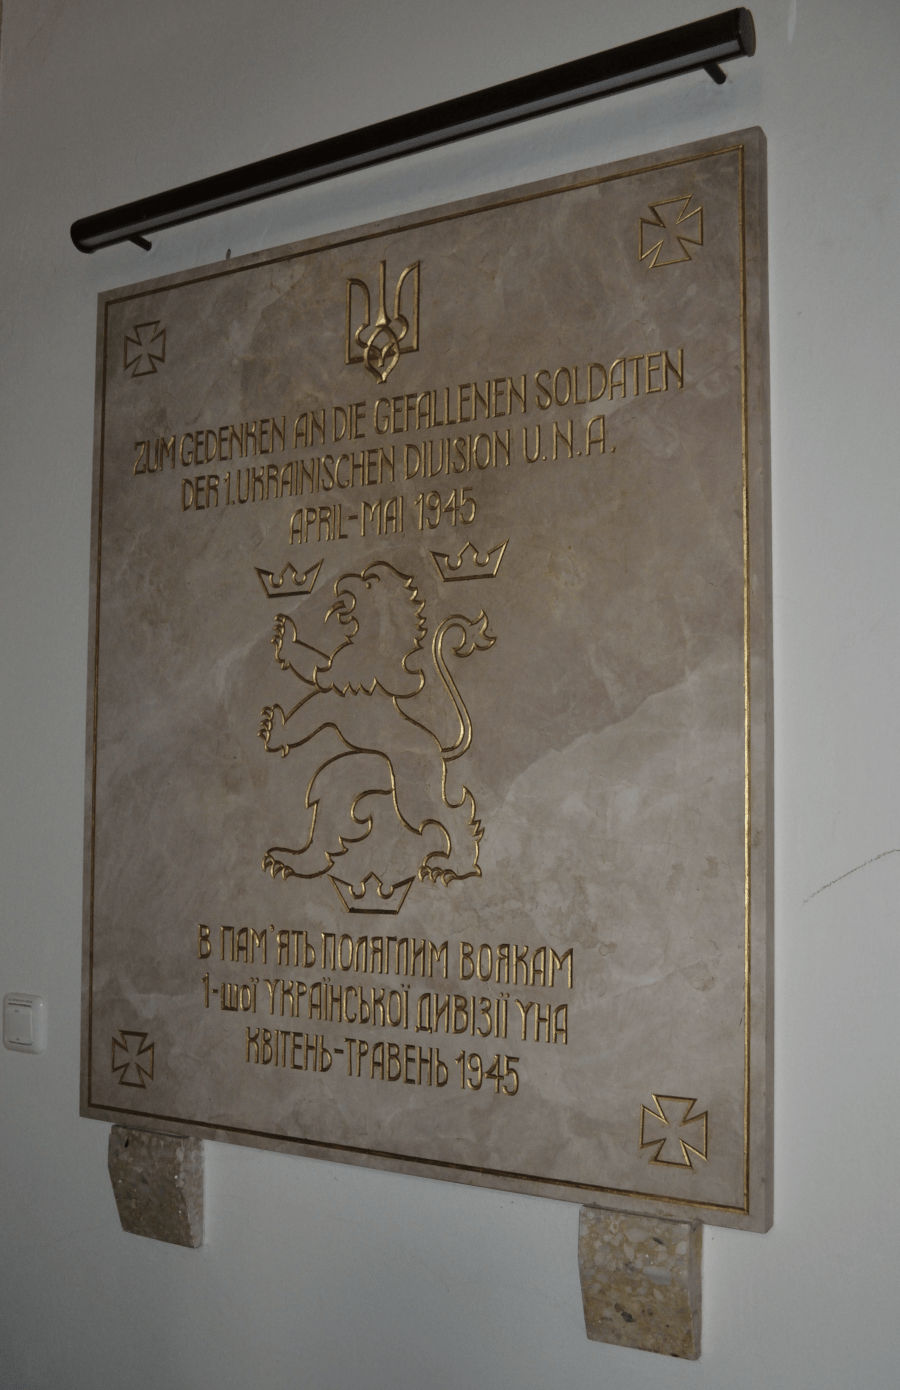 ZUM GEDENKEN AN DIE GEFALLENEN SOLDATEN
DER 1. UKRAINISCHEN DIVISION U.N.A.
APRIL-MAI 1945
В ПАМ'ЯТЬ ПОЛЯГЛИМ ВОЯКАМ
1-шої УКРАЇНСЬКОЇ ДИВІЗІЇ УНА
КВІТЕНЬ-ТРАВЕНЬ 1945